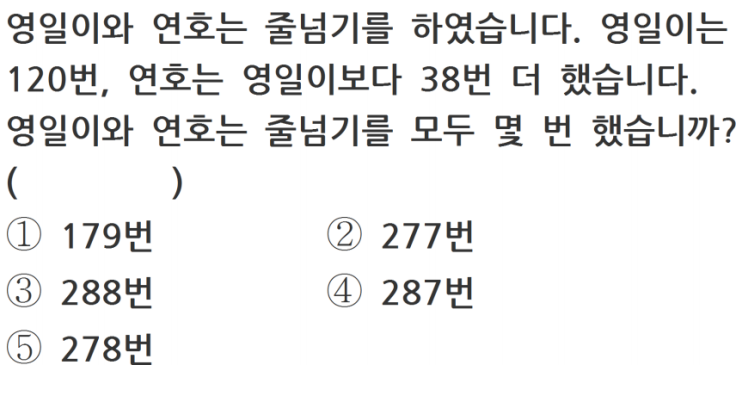 영일이와 연호는 줄넘기를 하였습니다. 영일이는
120번, 연호는 영일이보다 38번 더 했습니다.
영일이와 연호는 줄넘기를 모두 몇 번 했습니까?
(          )
① 179번 ② 277번
③ 288번 ④ 287번
⑤ 278번